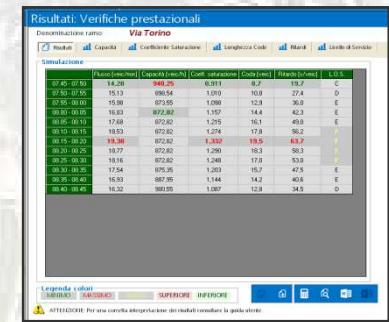 Risultati: Verifiche prestazionali
Denominazione ramo Via Torino
Risultati Capacità Coefficiente Saturazione Lunghezza Code Ritardi Livello di Servizio
Simulazione
Flusso [veic/min] Capacità [veic/h] Coeff. saturazione Coda [veic] Ritardo [s/veic] L.O.S.
07.45 - 07.50 14,28 940,25 0,911 8,7 19,7 C
07.50 - 07.55 15,13 898,54 1,010 10,8 27,4 D
07.55 - 08.00 15,98 873,95 1,098 12,9 36,0 E
08.00 - 08.05 16,83 872,82 1,157 14,4 42,3 E
08.05 - 08.10 17,68 872,82 1,215 16,1 49,0 E
08.10 - 08.15 18,53 872,82 1,274 17,8 56,2 F
08.15 - 08.20 19,38 872,82 1,332 19,5 63,7 F
08.20 - 08.25 18,77 872,82 1,290 18,3 58,3 F
08.25 - 08.30 18,16 872,82 1,248 17,0 53,0 F
08.30 - 08.35 17,54 875,35 1,203 15,7 47,5 E
08.35 - 08.40 16,93 887,95 1,144 14,2 40,6 E
08.40 - 08.45 16,32 900,55 1,087 12,8 34,5 D
Legenda colori
MINIMO MASSIMO SUPERIORE INFERIORE
ATTENZIONE: Per una corretta interpretazione dei risultati consultare la guida utente.